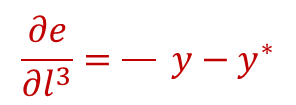 ∂e/∂l³ = — y − y*